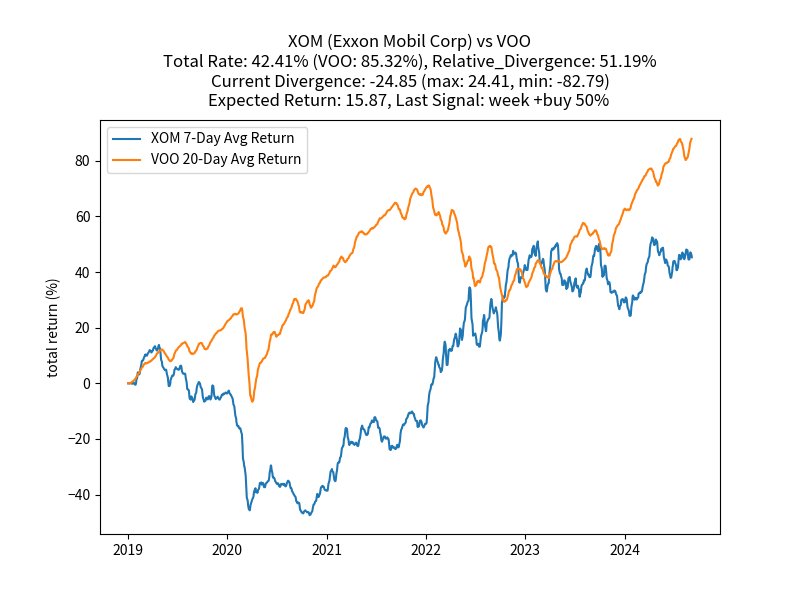 XOM (Exxon Mobil Corp) vs VOO
Total Rate: 42.41% (VOO: 85.32%), Relative_Divergence: 51.19%
Current Divergence: -24.85 (max: 24.41, min: -82.79)
Expected Return: 15.87, Last Signal: week +buy 50%
XOM 7-Day Avg Return
VOO 20-Day Avg Return
total return (%)
80
60
40
20
0
−20
−40
2019 2020 2021 2022 2023 2024